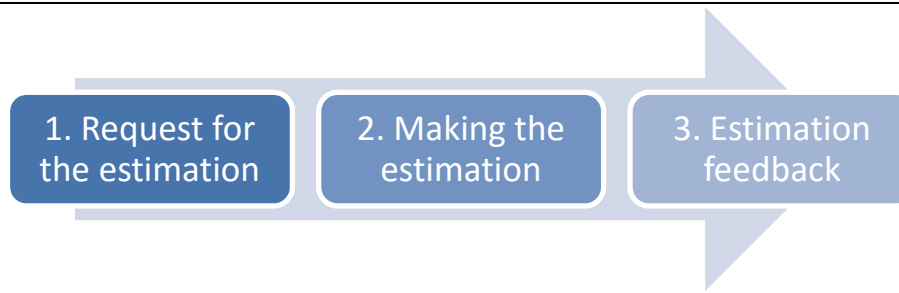 1. Request for
the estimation
2. Making the
estimation
3. Estimation
feedback